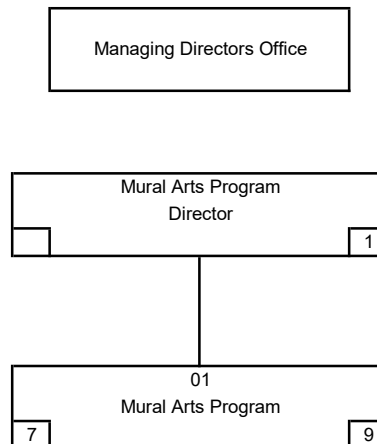 Managing Directors Office
Mural Arts Program
Director
1
01
Mural Arts Program
7 9